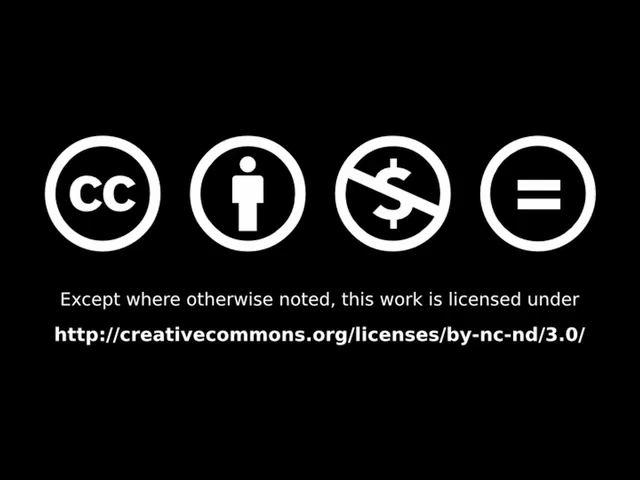 cc
$
=
Except where otherwise noted, this work is licensed under
http://creativecommons.org/licenses/by-nc-nd/3.0/